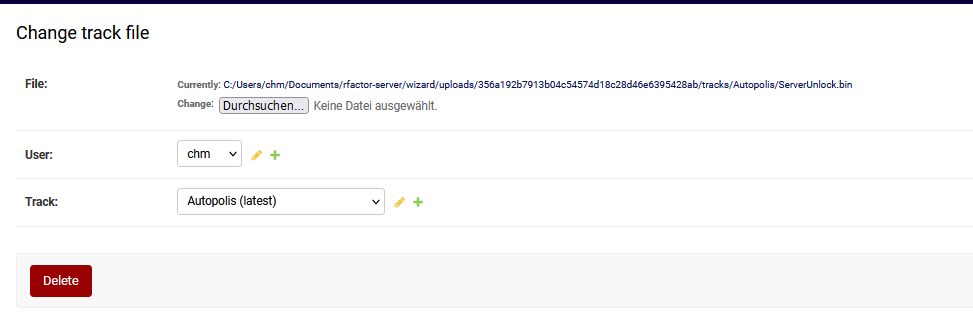 Change track file
File:
Currently: C:/Users/chm/Documents/rfactor-server/wizard/uploads/356a192b7913b04c54574d18c28d46e6395428ab/tracks/Autopolis/ServerUnlock.bin
Change: Durchsuchen... Keine Datei ausgewählt.
User: chm
Track: Autopolis (latest)
Delete